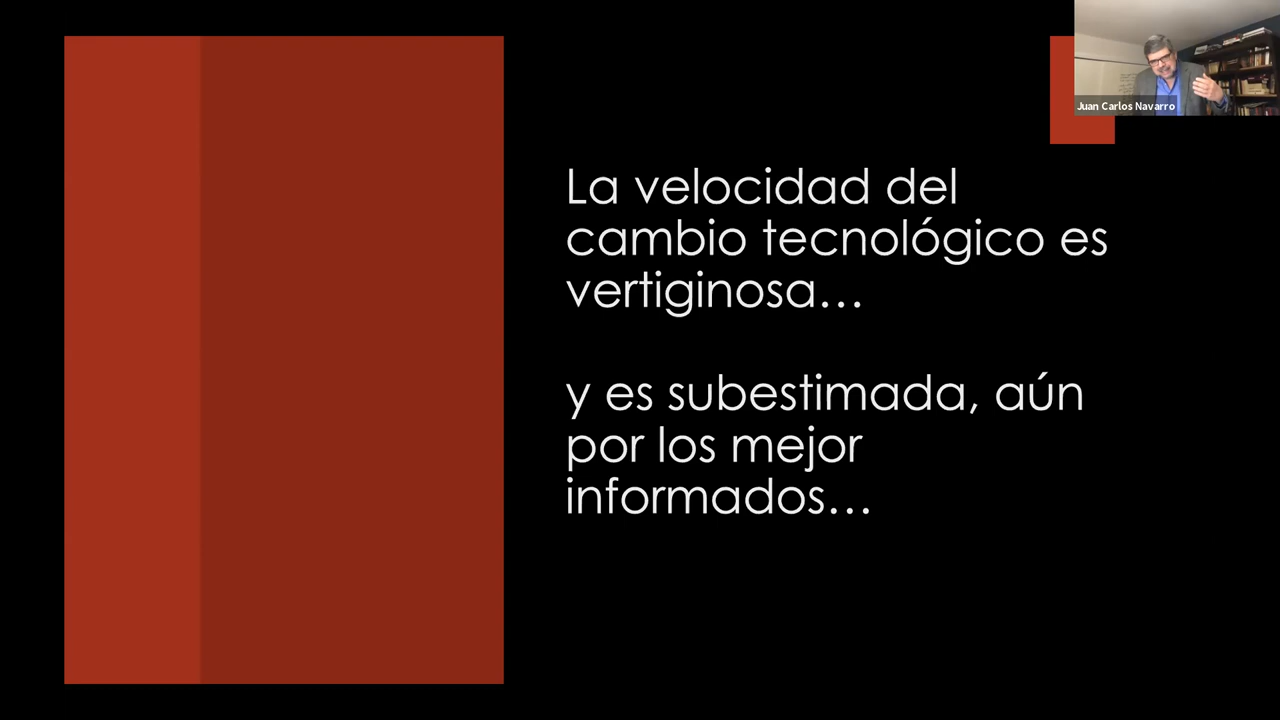 Juan Carlos Navarro
La velocidad del
cambio tecnológico es
vertiginosa…
y es subestimada, aún
por los mejor
informados…